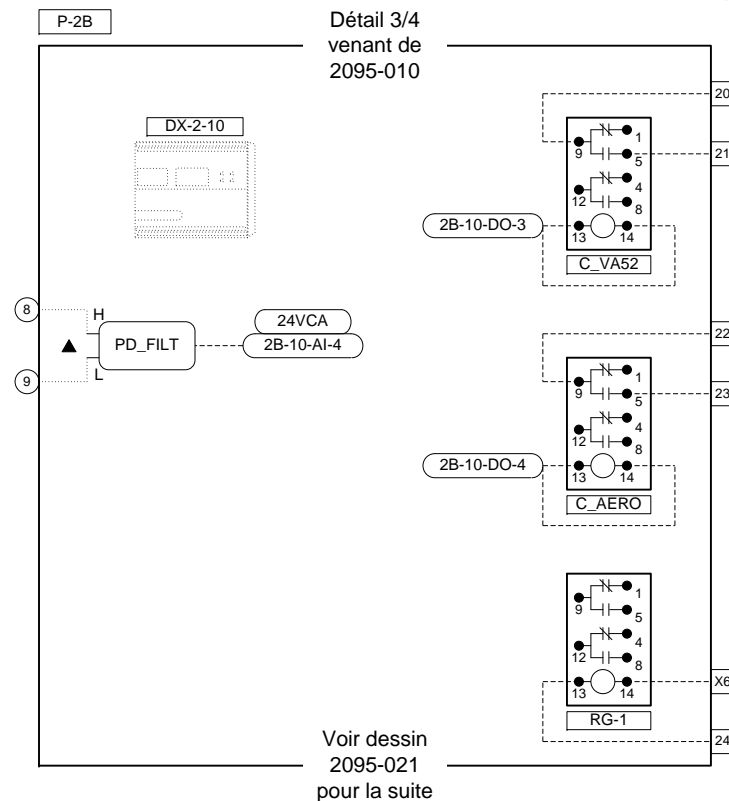 P-2B
Détail 3/4
venant de
2095-010
DX-2-10
20
21
1
9
5
4
12
8
2B-10-DO-3
13
14
C_VA52
8
H
24VCA
PD_FILT
2B-10-AI-4
L
9
22
23
1
9
5
4
12
8
2B-10-DO-4
13
14
C_AERO
1
9
5
4
12
8
13
14
X6
RG-1
24
Voir dessin
2095-021
pour la suite